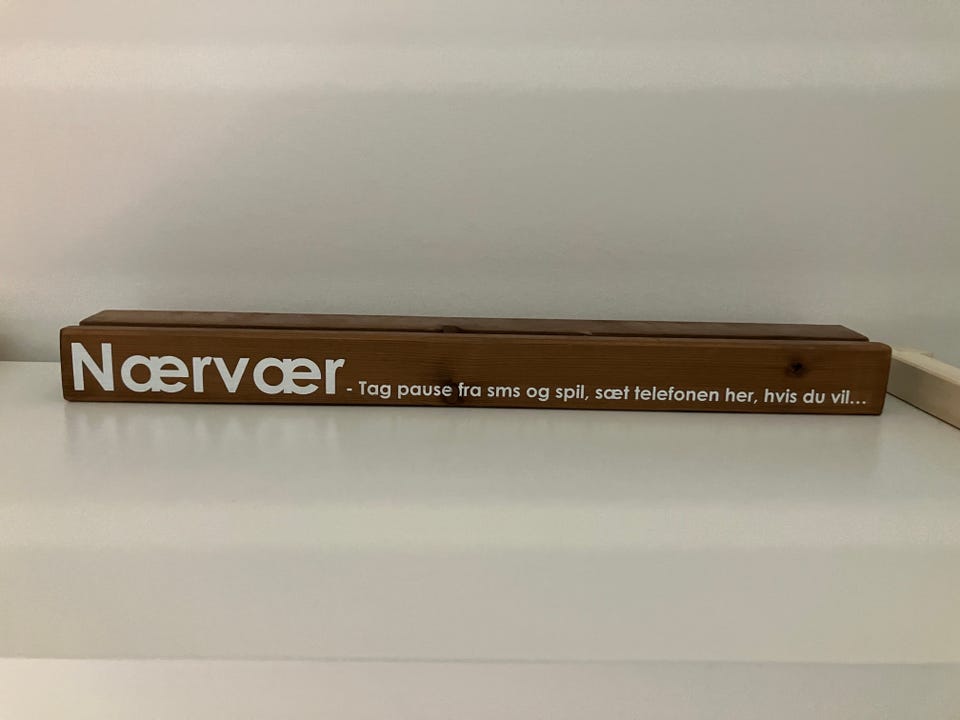 Nærvær - Tag pause fra sms og spil, sæt telefonen her, hvis du vil...